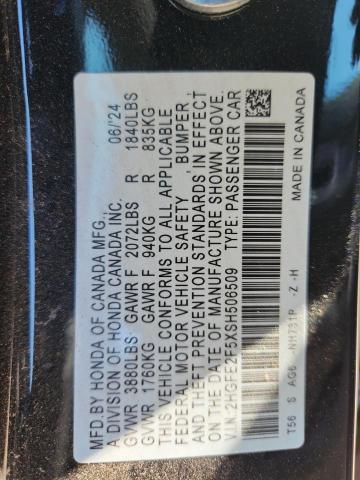 MFD BY HONDA OF CANADA MFG., 06/'24
A DIVISION OF HONDA CANADA INC.
GVWR 3880LBS GAWR F 2072LBS R 1840LBS
GVWR 1760KG GAWR F 940KG R 835KG
THIS VEHICLE CONFORMS TO ALL APPLICABLE
FEDERAL MOTOR VEHICLE SAFETY , BUMPER ,
AND THEFT PREVENTION STANDARDS IN EFFECT
ON THE DATE OF MANUFACTURE SHOWN ABOVE.
V.I.N. 2HGFE2F5XSH506509 TYPE: PASSENGER CAR
T56 S AG6 NH731P -Z -H MADE IN CANADA